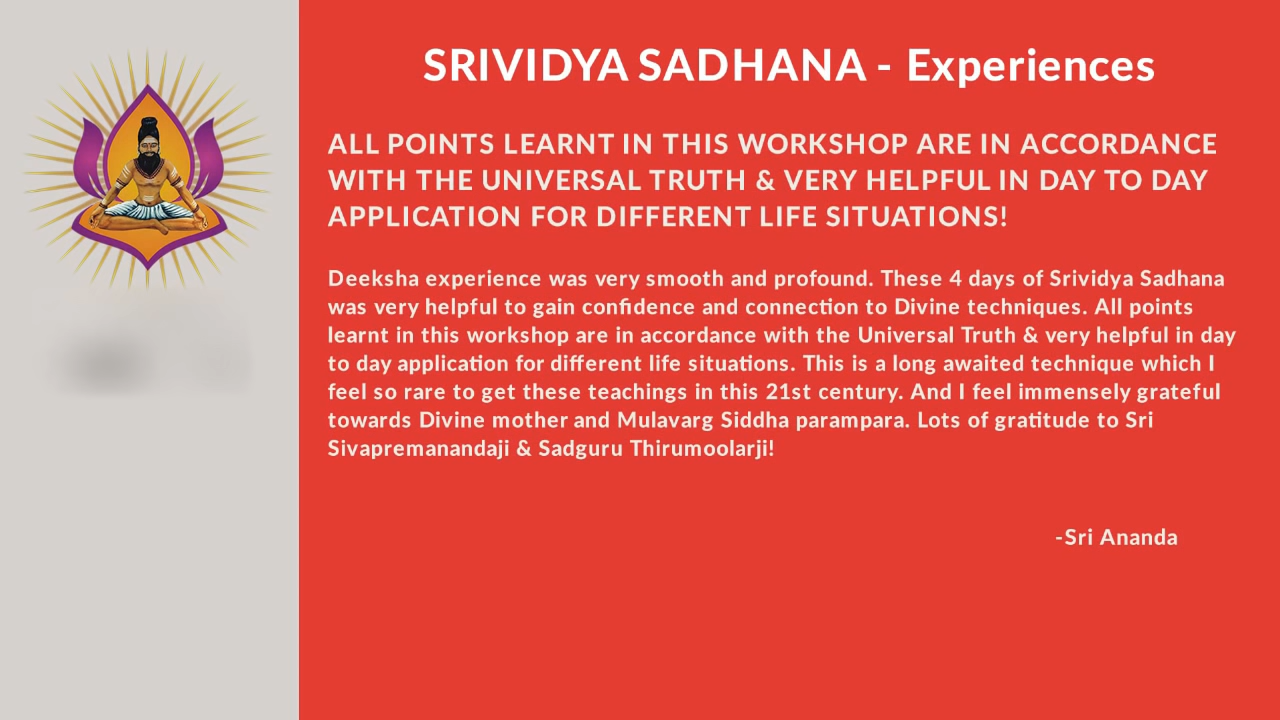 SRIVIDYA SADHANA - Experiences
ALL POINTS LEARNT IN THIS WORKSHOP ARE IN ACCORDANCE
WITH THE UNIVERSAL TRUTH & VERY HELPFUL IN DAY TO DAY
APPLICATION FOR DIFFERENT LIFE SITUATIONS!
Deeksha experience was very smooth and profound. These 4 days of Srividya Sadhana
was very helpful to gain confidence and connection to Divine techniques. All points
learnt in this workshop are in accordance with the Universal Truth & very helpful in day
to day application for different life situations. This is a long awaited technique which I
feel so rare to get these teachings in this 21st century. And I feel immensely grateful
towards Divine mother and Mulavarg Siddha parampara. Lots of gratitude to Sri
Sivapremanandaji & Sadguru Thirumoolarji!
-Sri Ananda